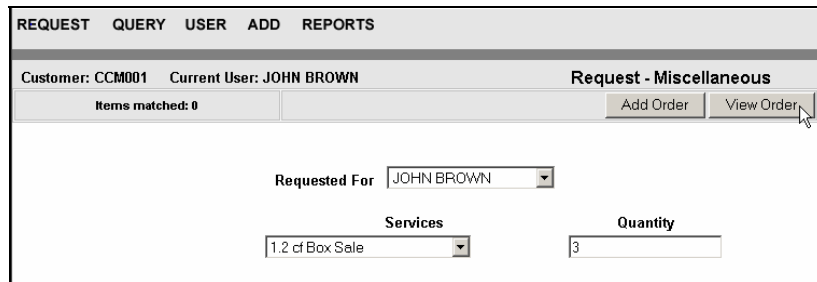 REQUEST QUERY USER ADD REPORTS
Customer: CCM001 Current User: JOHN BROWN Request - Miscellaneous
Items matched: 0 Add Order View Order
Requested For JOHN BROWN
Services Quantity
1.2 cf Box Sale 3